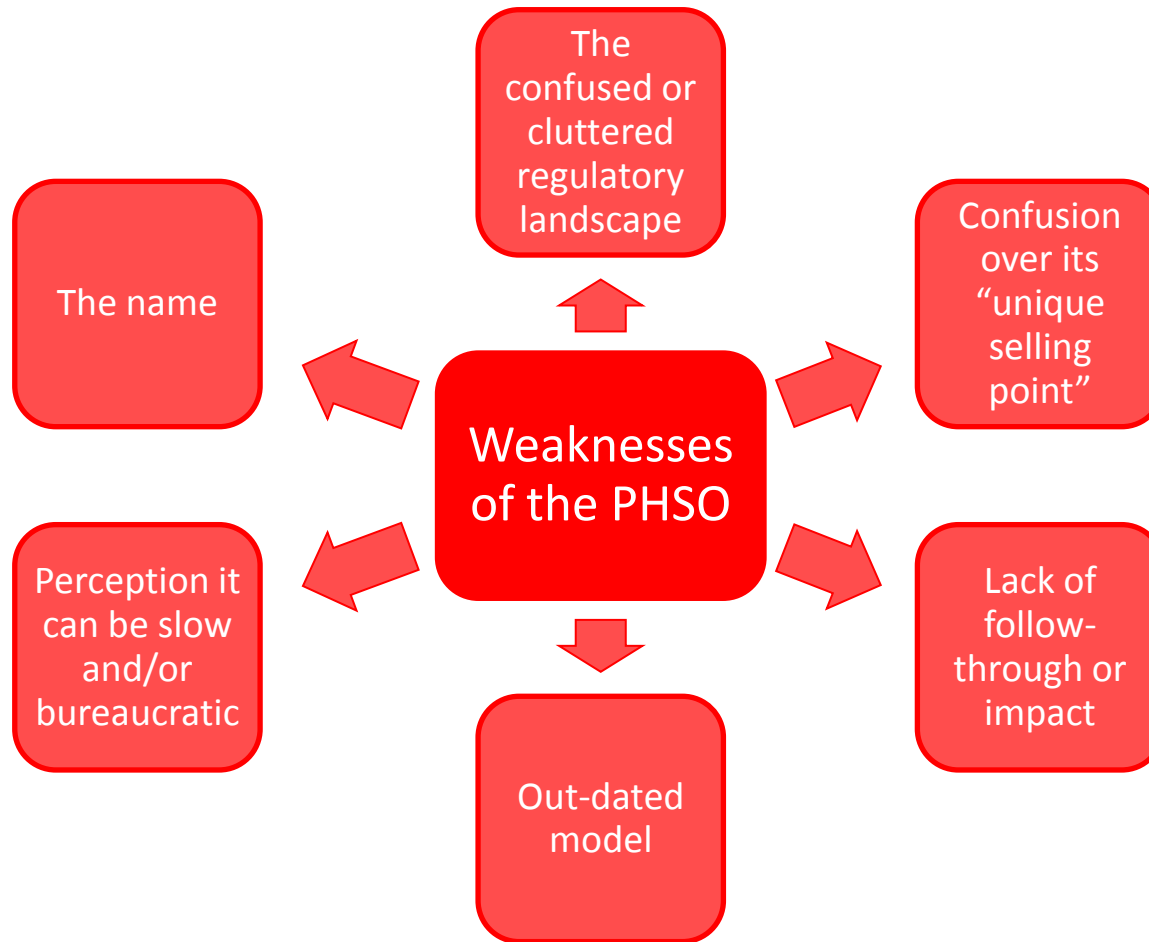 The
confused or
cluttered
regulatory
landscape
Confusion
over its
“unique
selling
point”
Lack of
follow-
through or
impact
Out-dated
model
Perception it
can be slow
and/or
bureaucratic
The name
Weaknesses
of the PHSO